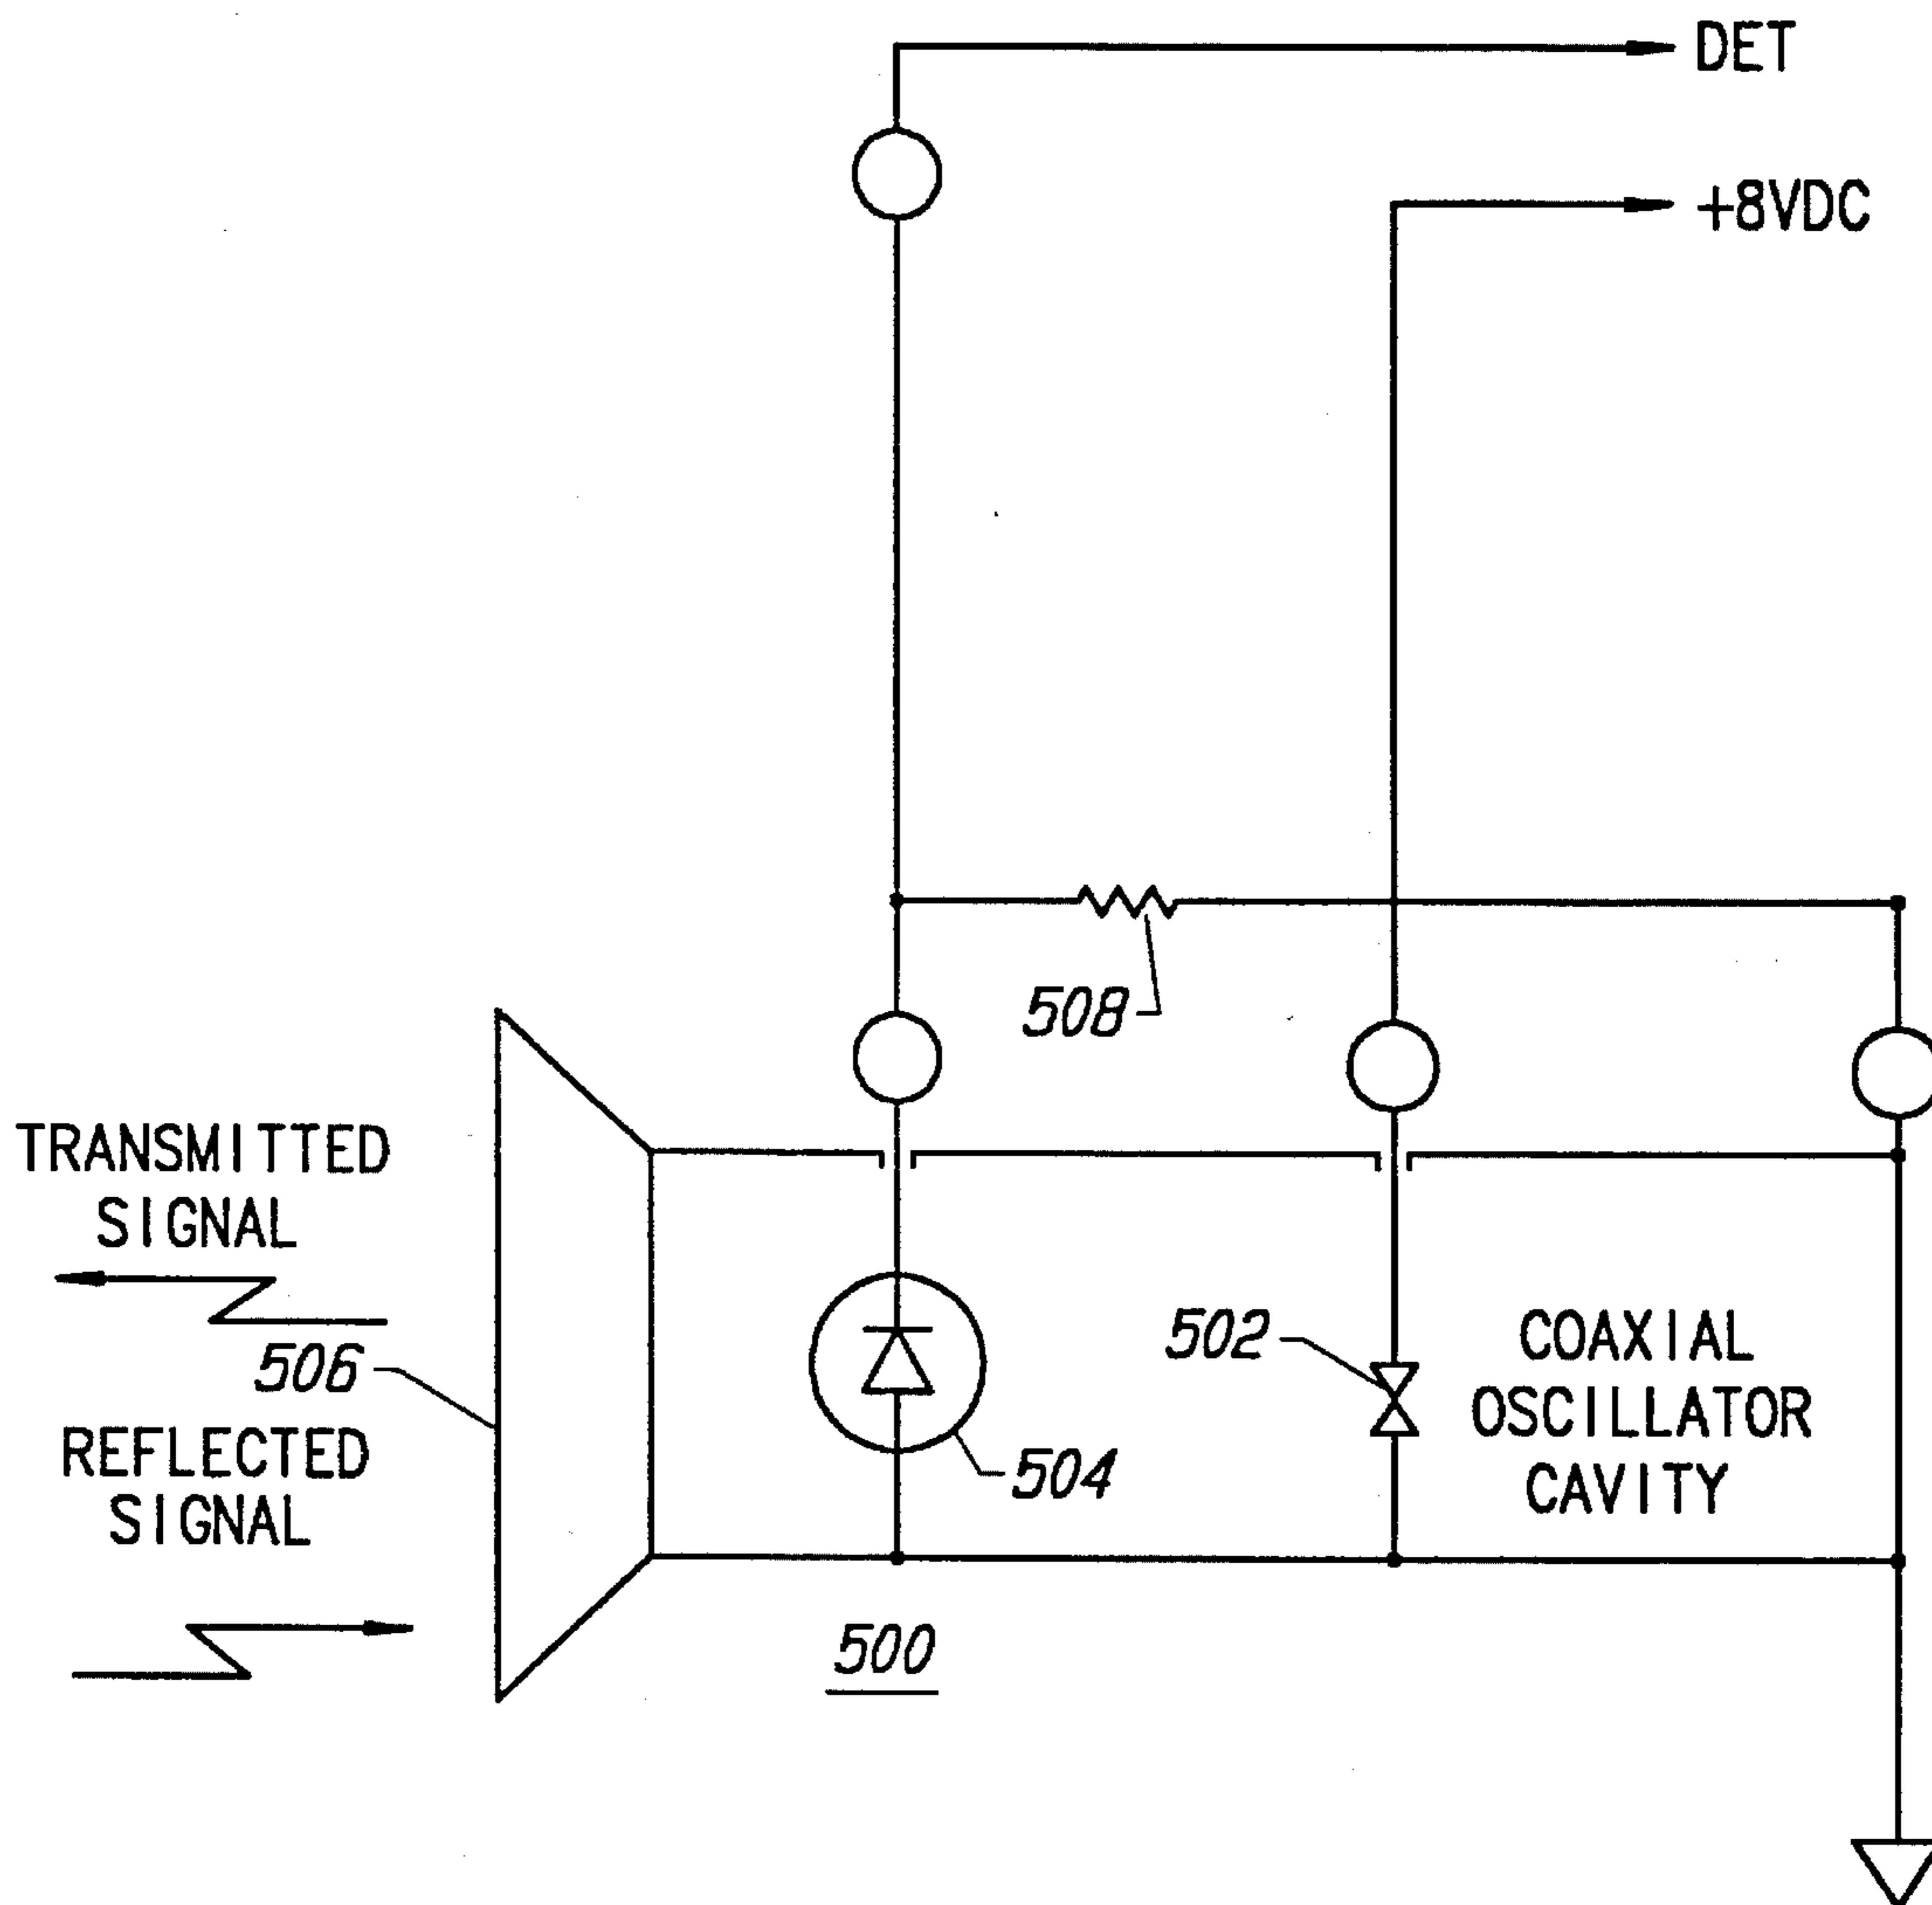 DET
+8VDC
508
TRANSMITTED
SIGNAL
506
REFLECTED
SIGNAL
504
502
COAXIAL
OSCILLATOR
CAVITY
500